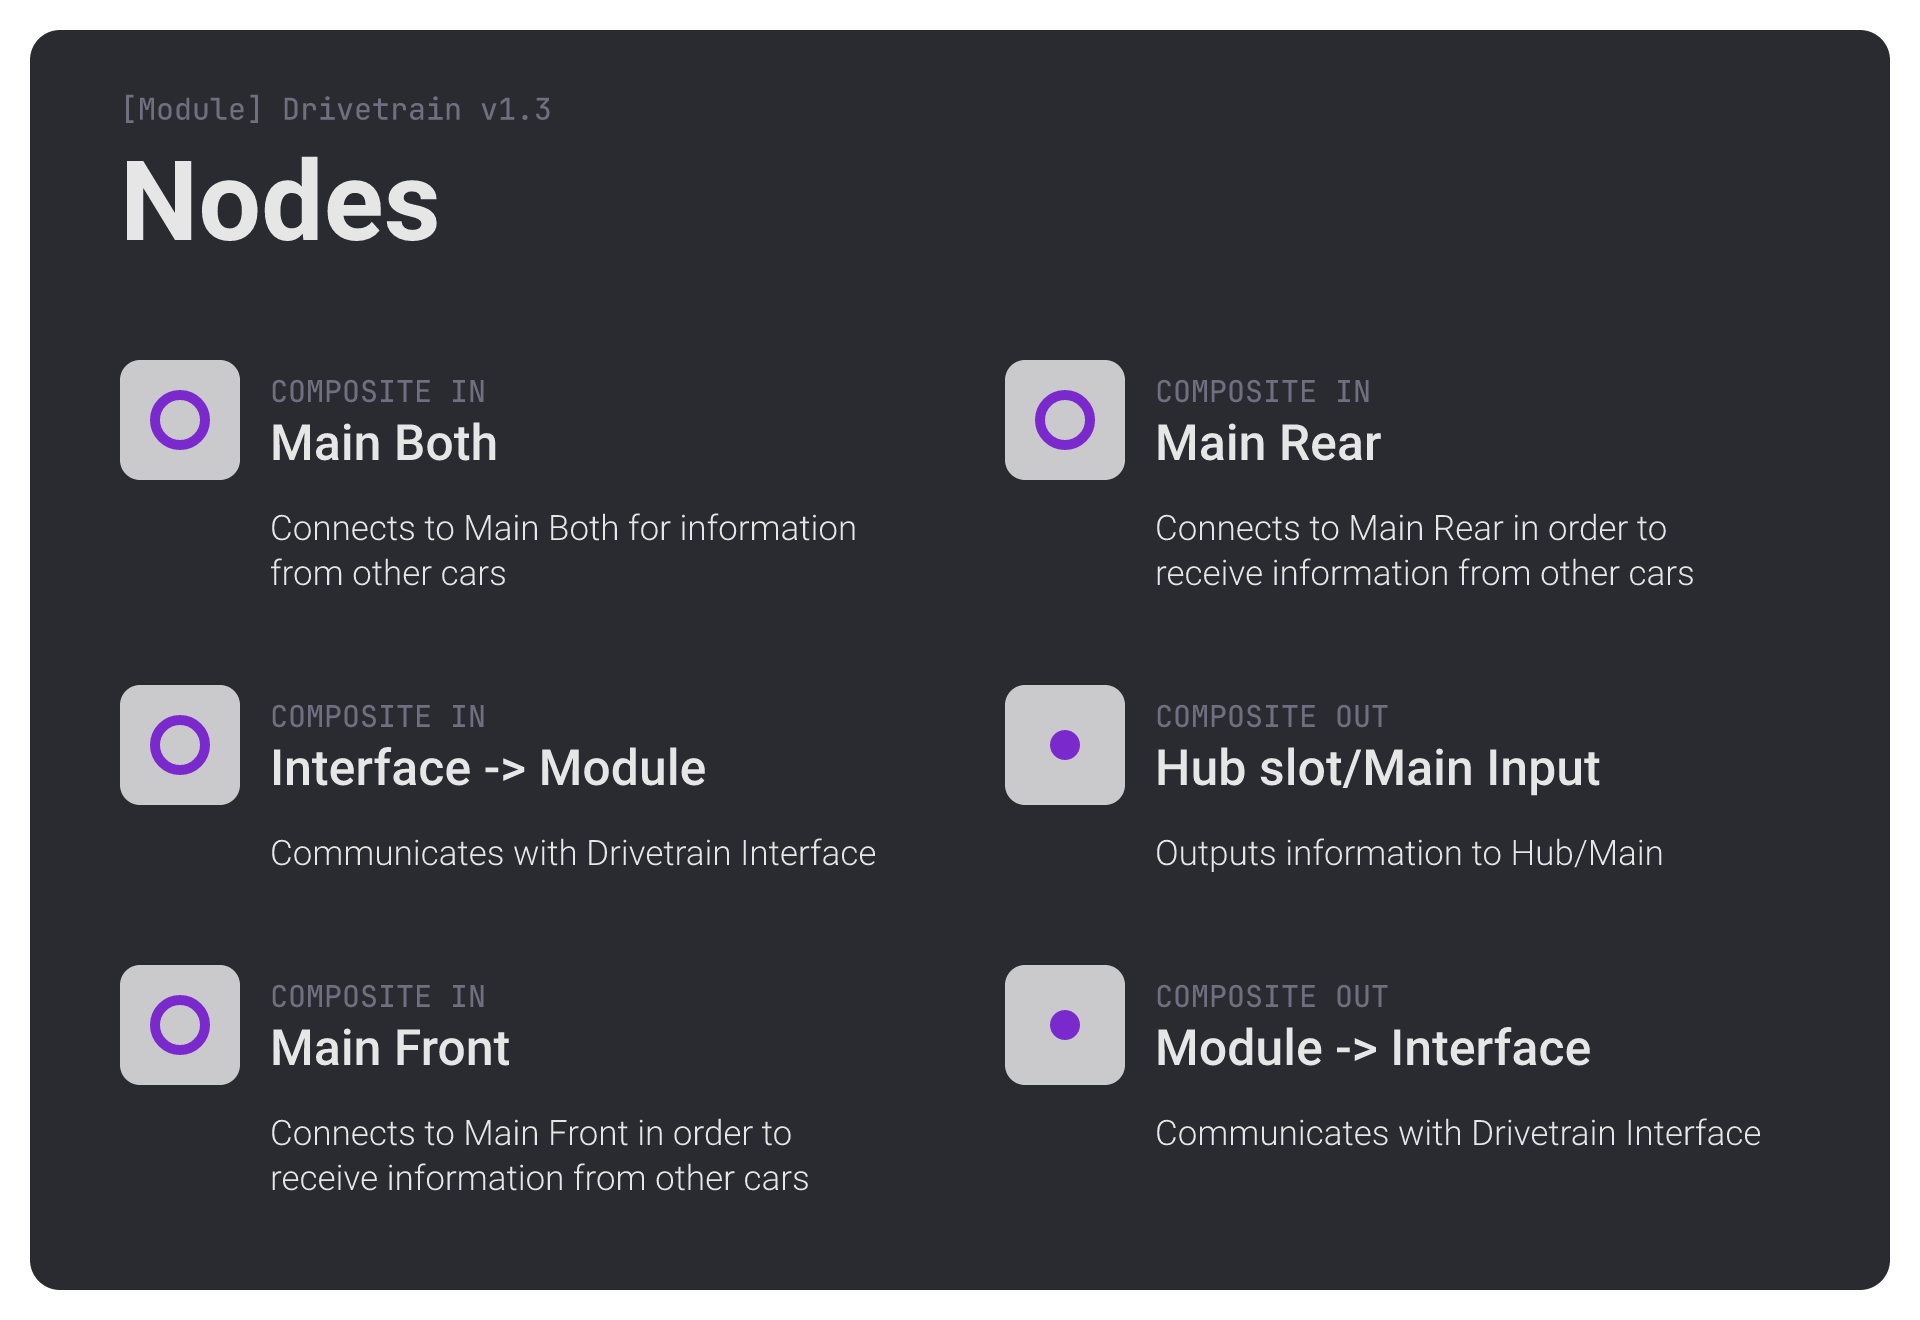 [Module] Drivetrain v1.3
Nodes
COMPOSITE IN
Main Both
Connects to Main Both for information
from other cars
COMPOSITE IN
Main Rear
Connects to Main Rear in order to
receive information from other cars
COMPOSITE IN
Interface -> Module
Communicates with Drivetrain Interface
COMPOSITE OUT
Hub slot/Main Input
Outputs information to Hub/Main
COMPOSITE IN
Main Front
Connects to Main Front in order to
receive information from other cars
COMPOSITE OUT
Module -> Interface
Communicates with Drivetrain Interface